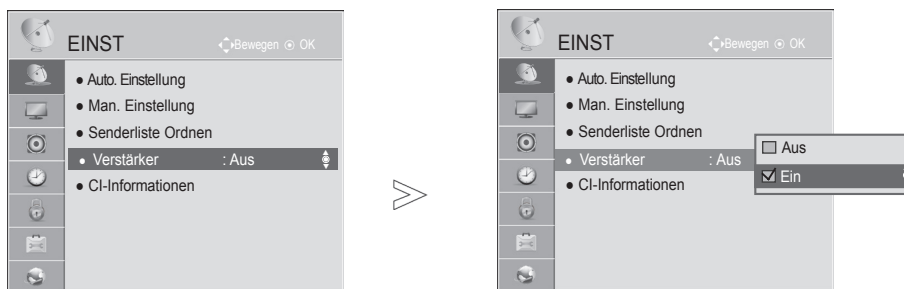 EINST
Bewegen ⊙ OK
● Auto. Einstellung
● Man. Einstellung
● Senderliste Ordnen
● Verstärker : Aus
● CI-Informationen
EINST
Bewegen ⊙ OK
● Auto. Einstellung
● Man. Einstellung
● Senderliste Ordnen
● Verstärker : Aus
● CI-Informationen
Aus
Ein